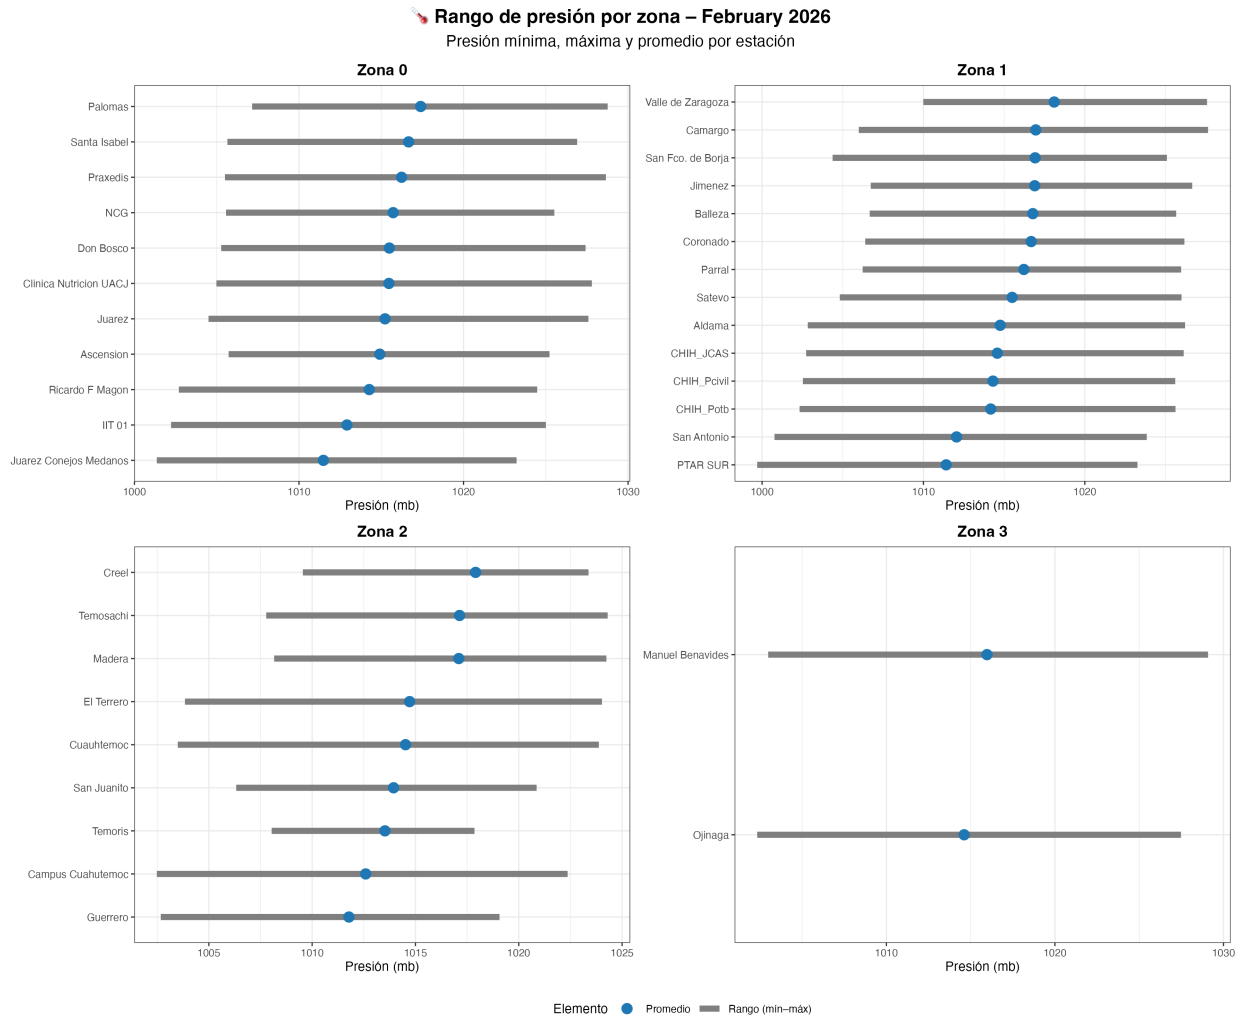 🌡️ Rango de presión por zona – February 2026
Presión mínima, máxima y promedio por estación
Zona 0
Palomas
Santa Isabel
Praxedis
NCG
Don Bosco
Clinica Nutricion UACJ
Juarez
Ascension
Ricardo F Magon
IIT 01
Juarez Conejos Medanos
1000 1010 1020 1030
Presión (mb)
Zona 1
Valle de Zaragoza
Camargo
San Fco. de Borja
Jimenez
Balleza
Coronado
Parral
Satevo
Aldama
CHIH_JCAS
CHIH_Pcivil
CHIH_Potb
San Antonio
PTAR SUR
1000 1010 1020
Presión (mb)
Zona 2
Creel
Temosachi
Madera
El Terrero
Cuauhtemoc
San Juanito
Temoris
Campus Cuahutemoc
Guerrero
1005 1010 1015 1020 1025
Presión (mb)
Zona 3
Manuel Benavides
Ojinaga
1010 1020 1030
Presión (mb)
Elemento Promedio Rango (mín–máx)